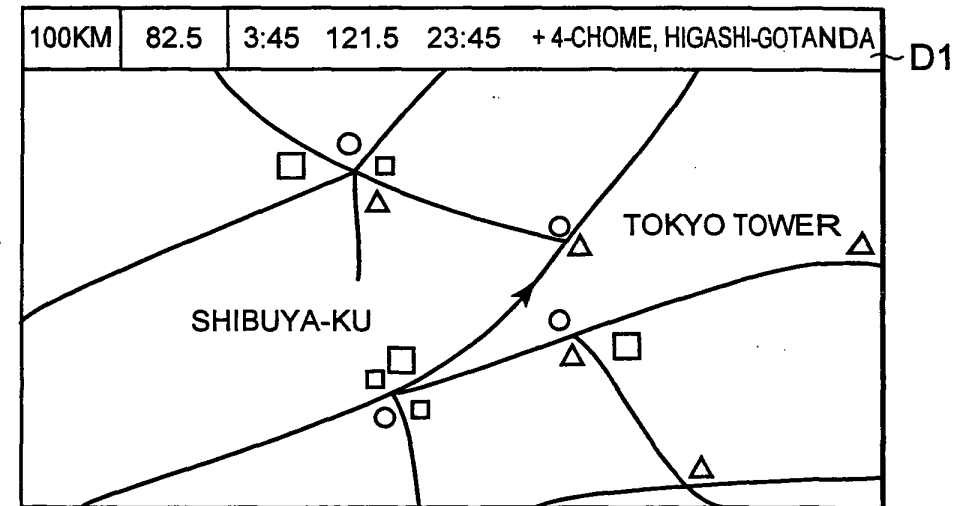 100KM 82.5 3:45 121.5 23:45 + 4-CHOME, HIGASHI-GOTANDA
D1
TOKYO TOWER
SHIBUYA-KU